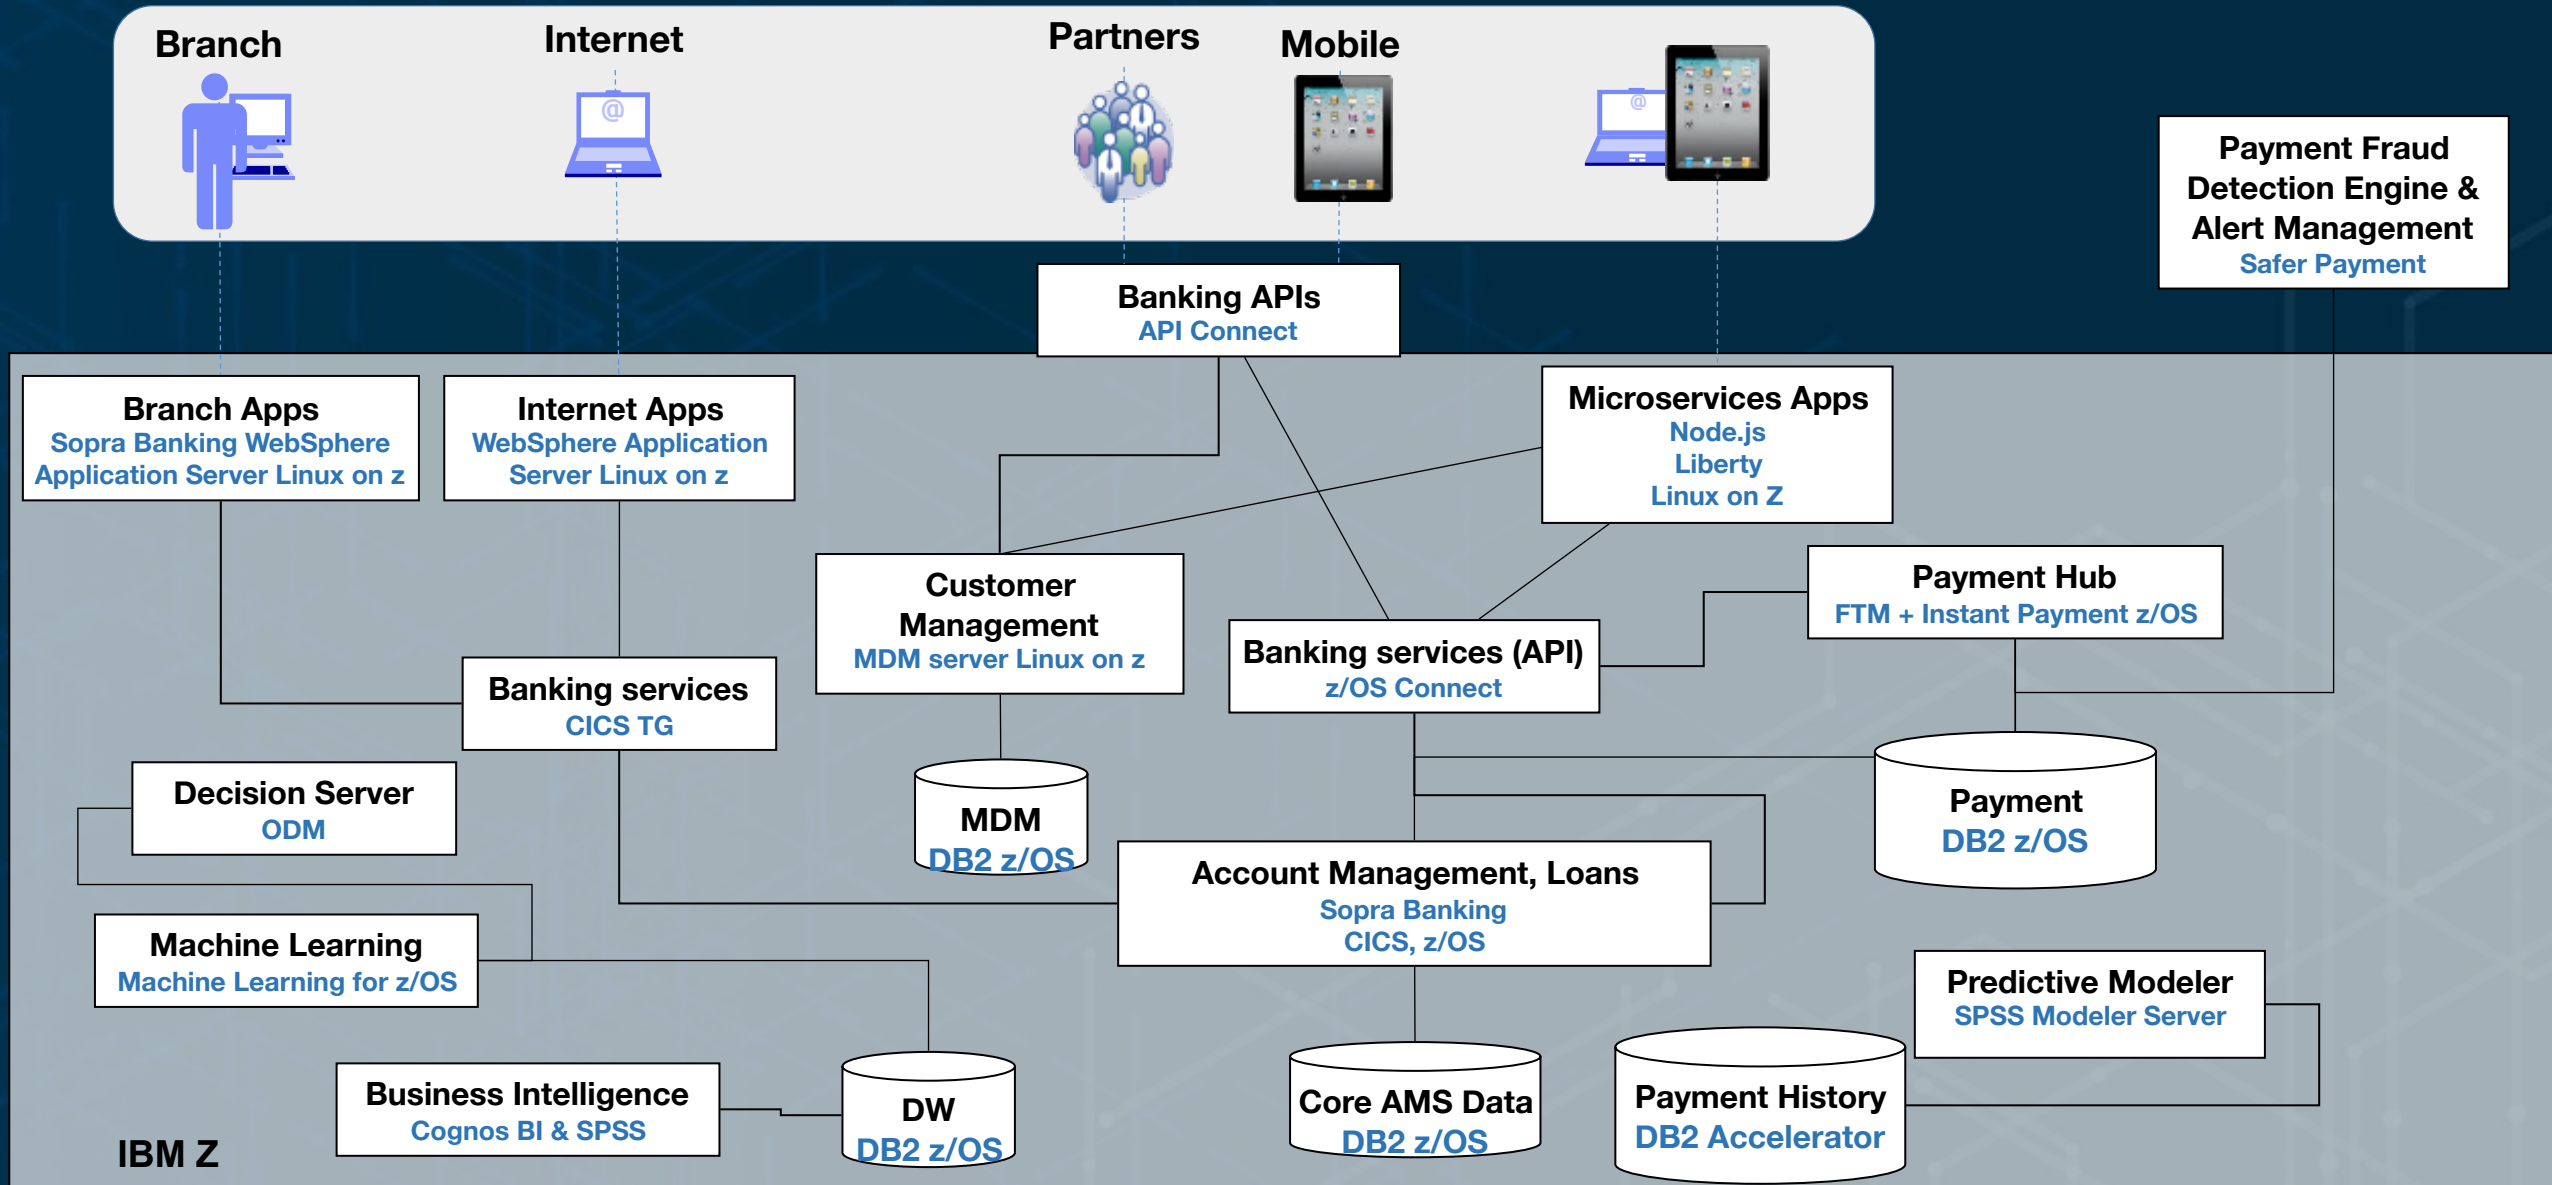 Branch
Internet
Partners
Mobile
@
@
Payment Fraud
Detection Engine &
Alert Management
Safer Payment
Banking APIs
API Connect
Branch Apps
Sopra Banking WebSphere
Application Server Linux on z
Internet Apps
WebSphere Application
Server Linux on z
Microservices Apps
Node.js
Liberty
Linux on Z
Customer
Management
MDM server Linux on z
Payment Hub
FTM + Instant Payment z/OS
Banking services (API)
z/OS Connect
Banking services
CICS TG
Decision Server
ODM
MDM
DB2 z/OS
Payment
DB2 z/OS
Account Management, Loans
Sopra Banking
CICS, z/OS
Machine Learning
Machine Learning for z/OS
Predictive Modeler
SPSS Modeler Server
Business Intelligence
Cognos BI & SPSS
DW
DB2 z/OS
Core AMS Data
DB2 z/OS
Payment History
DB2 Accelerator
IBM Z